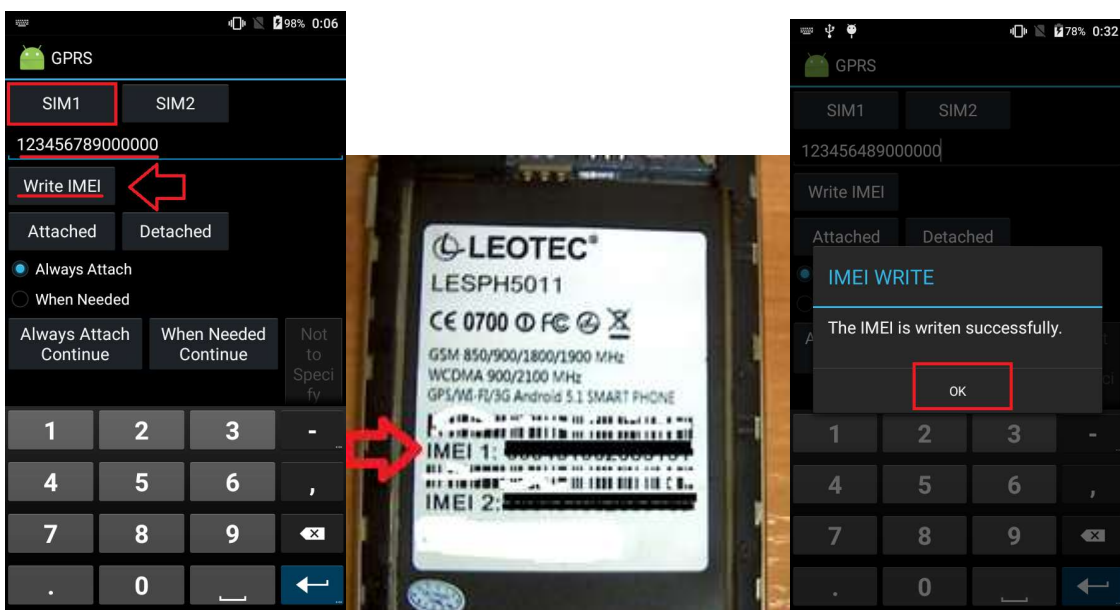 98% 0:06
GPRS
SIM1 SIM2
123456789000000
Write IMEI
Attached Detached
Always Attach
When Needed
Always Attach Continue
When Needed Continue
Not to Speci fy
1 2 3 -
4 5 6 ,
7 8 9
. 0
LEOTEC®
LESPH5011
CE 0700 FC
GSM 850/900/1800/1900 MHz
WCDMA 900/2100 MHz
GPS/WI-FI/3G Android 5.1 SMART PHONE
IMEI 1:
IMEI 2:
78% 0:32
GPRS
SIM1 SIM2
123456489000000
Write IMEI
Attached Detached
IMEI WRITE
The IMEI is writen successfully.
OK
1 2 3 -
4 5 6 ,
7 8 9
. 0